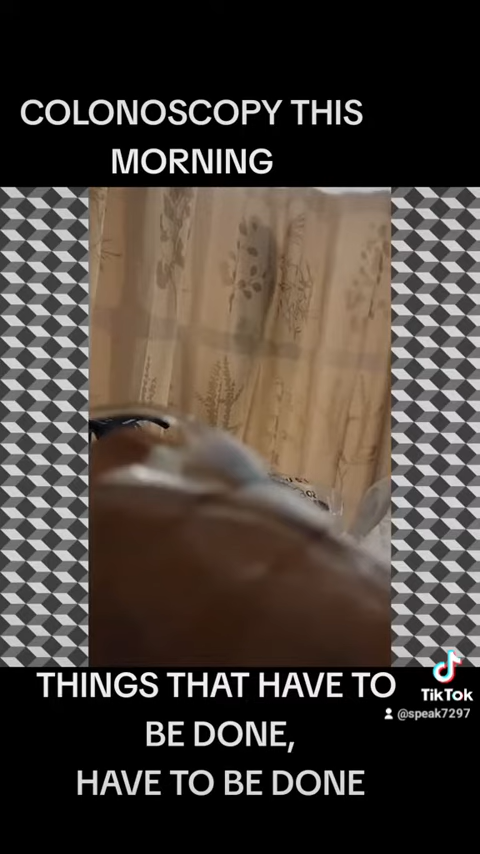 COLONOSCOPY THIS
MORNING
THINGS THAT HAVE TO
BE DONE,
HAVE TO BE DONE
TikTok
@speak7297